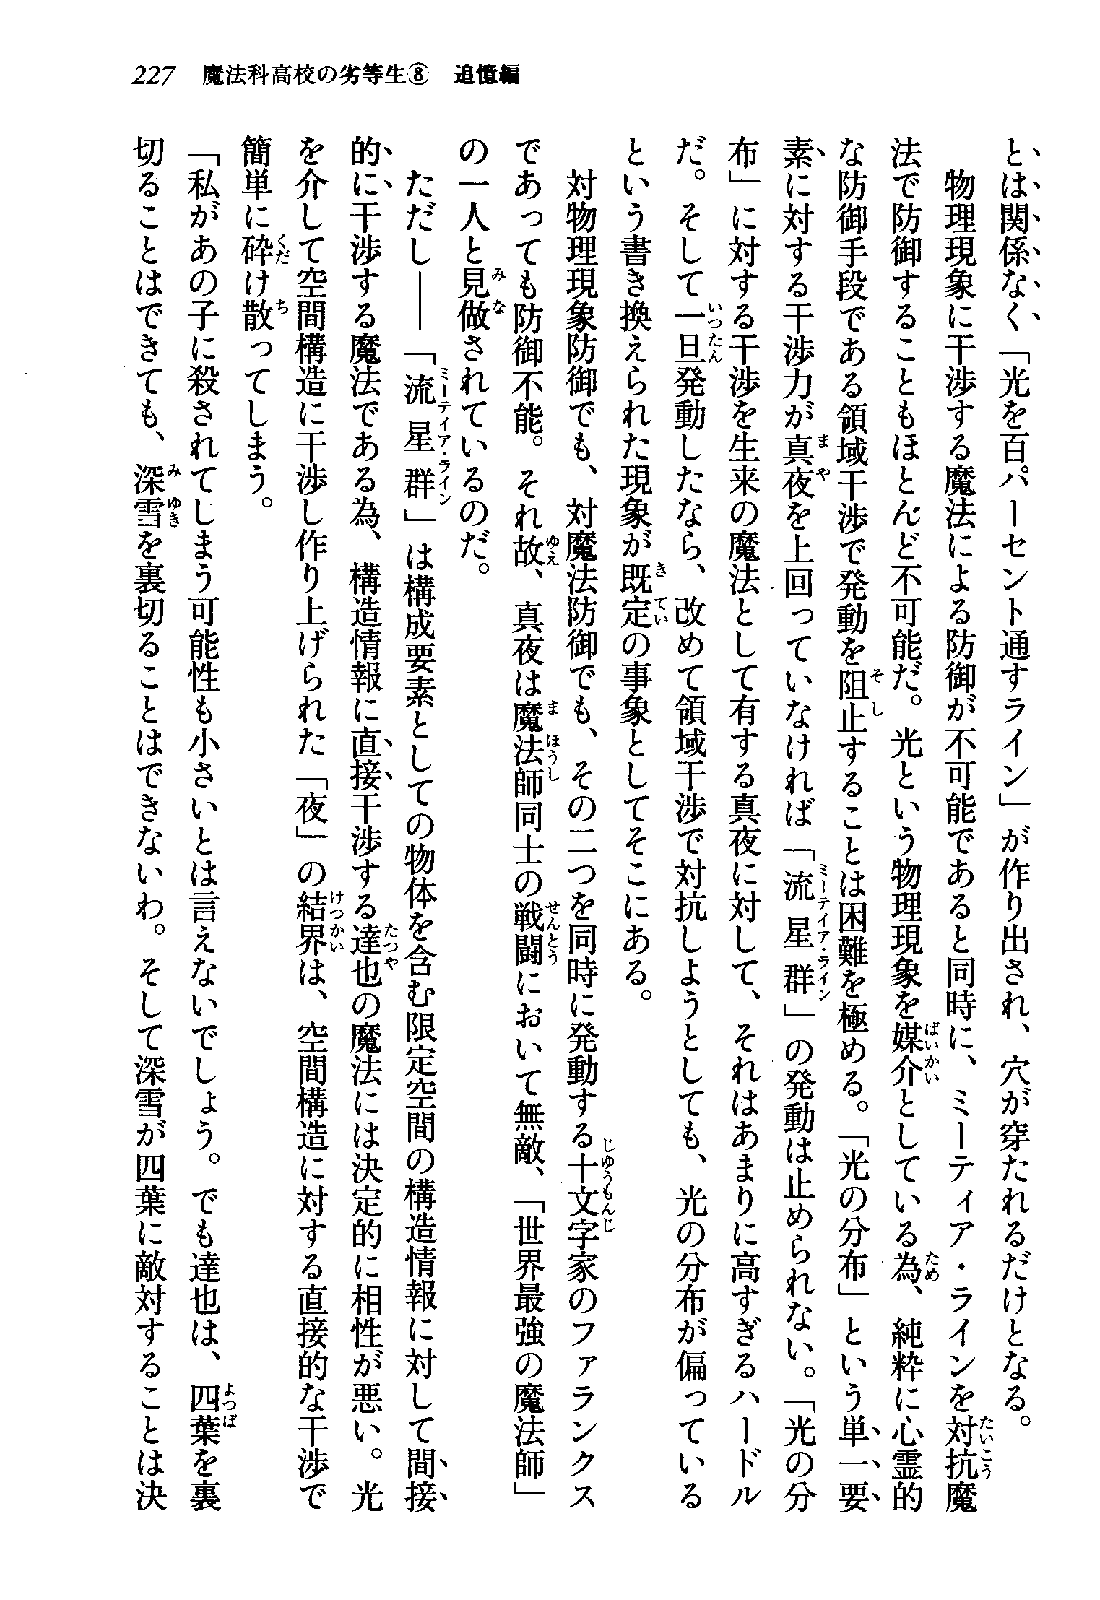 227　魔法科高校の劣等生⑧　追憶編
とは関係なく、「光を百パーセント通すライン」が作り出され、穴が穿たれるだけとなる。
　物理現象に干渉する魔法による防御が不可能であると同時に、ミーティア・ラインを対抗魔
法で防御することもほとんど不可能だ。光という物理現象を媒介としている為、純粋に心霊的
な防御手段である領域干渉で発動を阻止することは困難を極める。「光の分布」という単一要
素に対する干渉力が真夜を上回っていなければ「流星群」の発動は止められない。「光の分
布」に対する干渉を生来の魔法として有する真夜に対して、それはあまりに高すぎるハードル
だ。そして一旦発動したなら、改めて領域干渉で対抗しようとしても、光の分布が偏っている
という書き換えられた現象が既定の事象としてそこにある。
　対物理現象防御でも、対魔法防御でも、その二つを同時に発動する十文字家のファランクス
であっても防御不能。それ故、真夜は魔法師同士の戦闘において無敵、「世界最強の魔法師」
の一人と見做されているのだ。
　ただし――「流星群」は構成要素としての物体を含む限定空間の構造情報に対して間接
的に干渉する魔法である為、構造情報に直接干渉する達也の魔法には決定的に相性が悪い。光
を介して空間構造に干渉し作り上げられた「夜」の結界は、空間構造に対する直接的な干渉で
簡単に砕け散ってしまう。
「私があの子に殺されてしまう可能性も小さいとは言えないでしょう。でも達也は、四葉を裏
切ることはできても、深雪を裏切ることはできないわ。そして深雪が四葉に敵対することは決